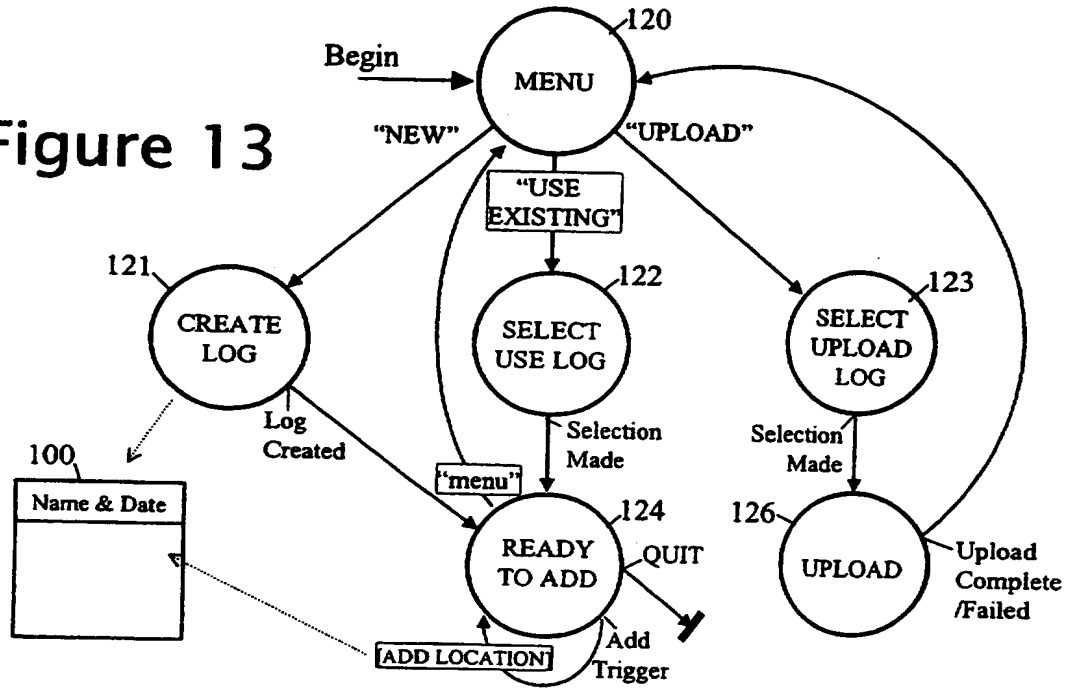 120
Begin
MENU
Figure 13
“NEW”
“UPLOAD”
“USE
EXISTING”
121
122
123
CREATE
LOG
SELECT
USE LOG
SELECT
UPLOAD
LOG
Log
Created
Selection
Made
Selection
Made
100
“menu”
Name & Date
124
126
READY
TO ADD
QUIT
UPLOAD
Upload
Complete
/Failed
[ADD LOCATION]
Add
Trigger